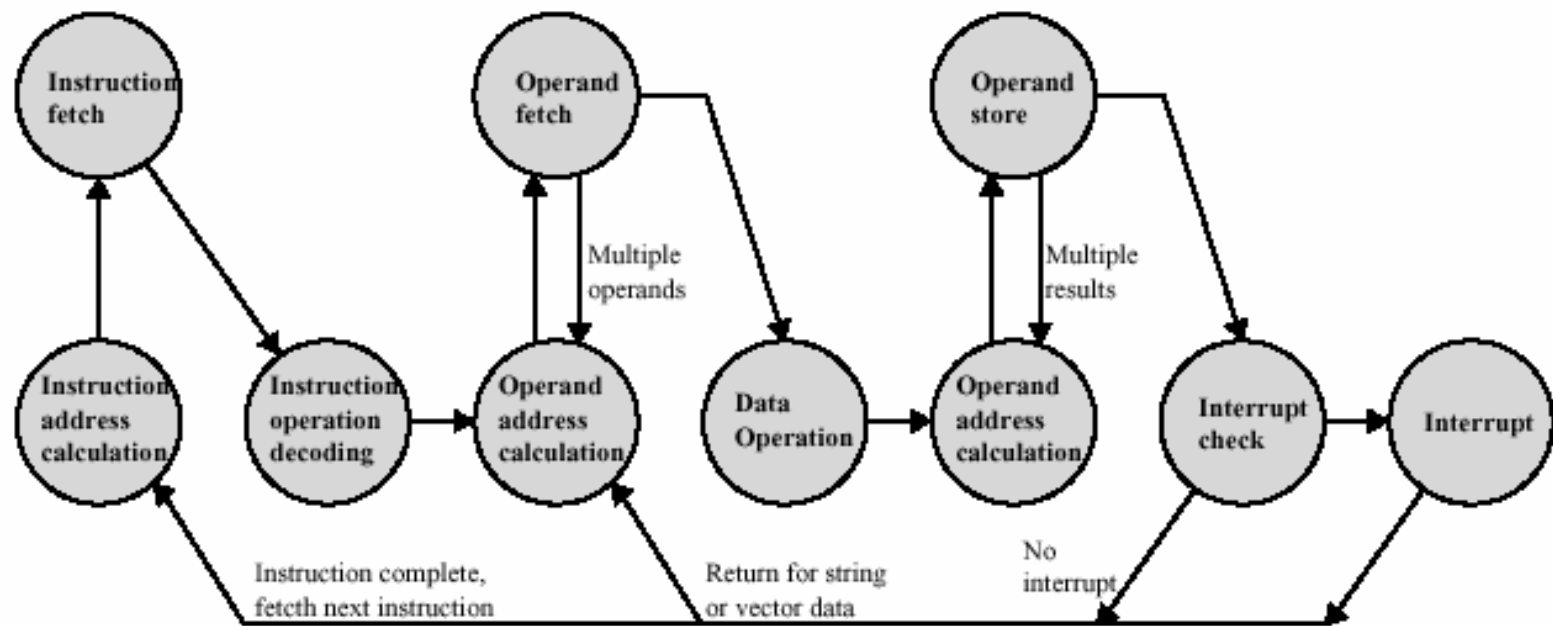 Instruction
fetch
Operand
fetch
Operand
store
Multiple
operands
Multiple
results
Instruction
address
calculation
Instruction
operation
decoding
Operand
address
calculation
Data
Operation
Operand
address
calculation
Interrupt
check
Interrupt
Instruction complete,
fetcth next instruction
Return for string
or vector data
No
interrupt